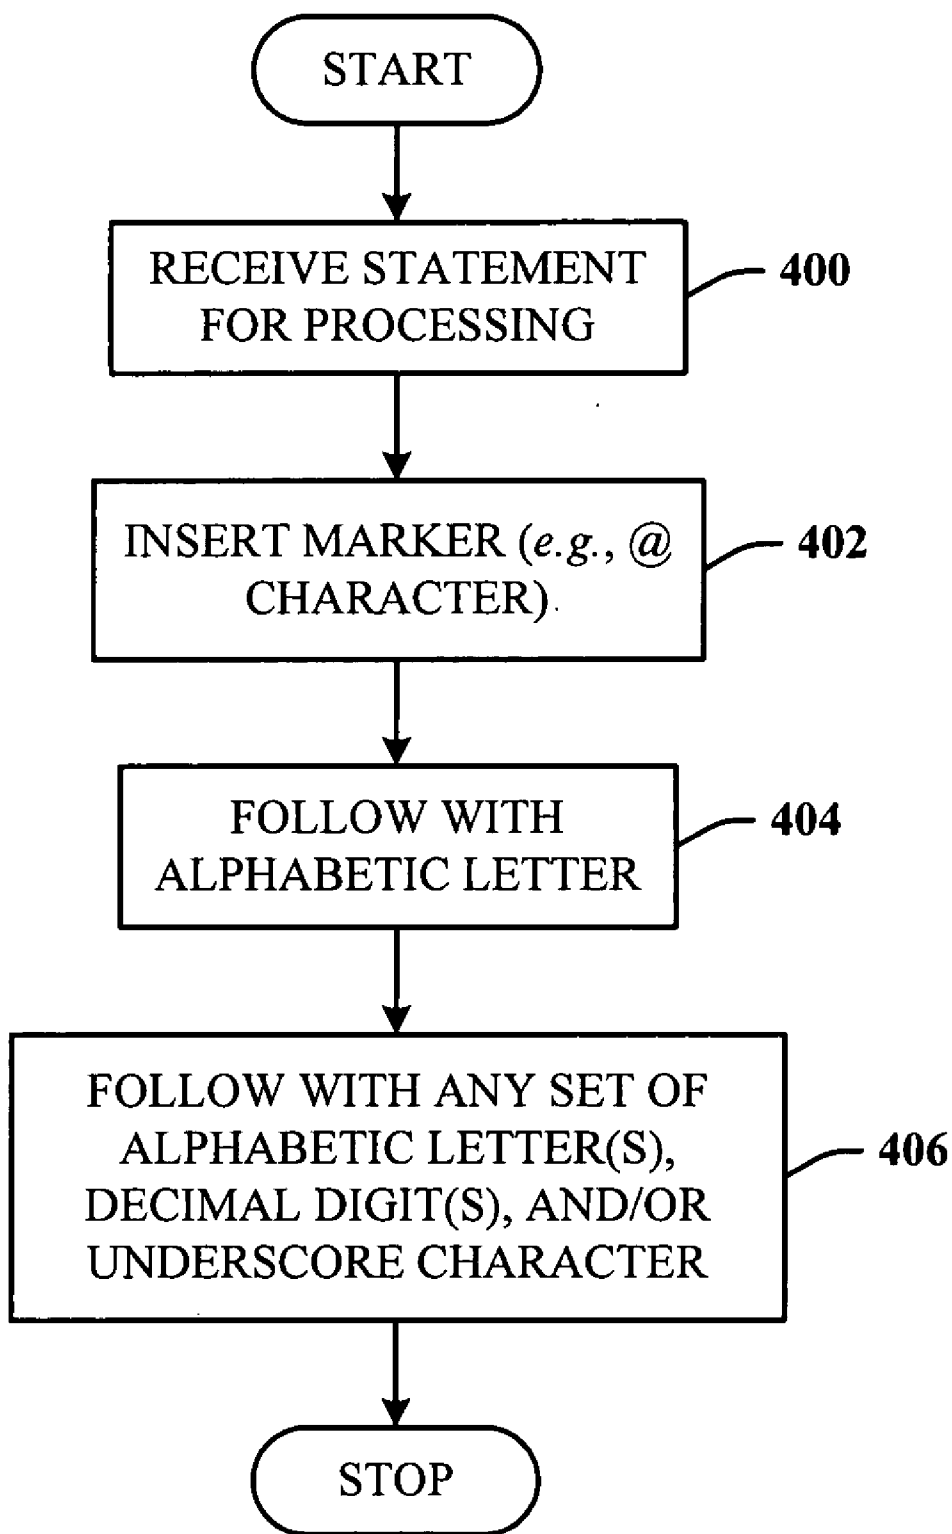 START
RECEIVE STATEMENT
FOR PROCESSING
400
INSERT MARKER (e.g., @
CHARACTER)
402
FOLLOW WITH
ALPHABETIC LETTER
404
FOLLOW WITH ANY SET OF
ALPHABETIC LETTER(S),
DECIMAL DIGIT(S), AND/OR
UNDERSCORE CHARACTER
406
STOP